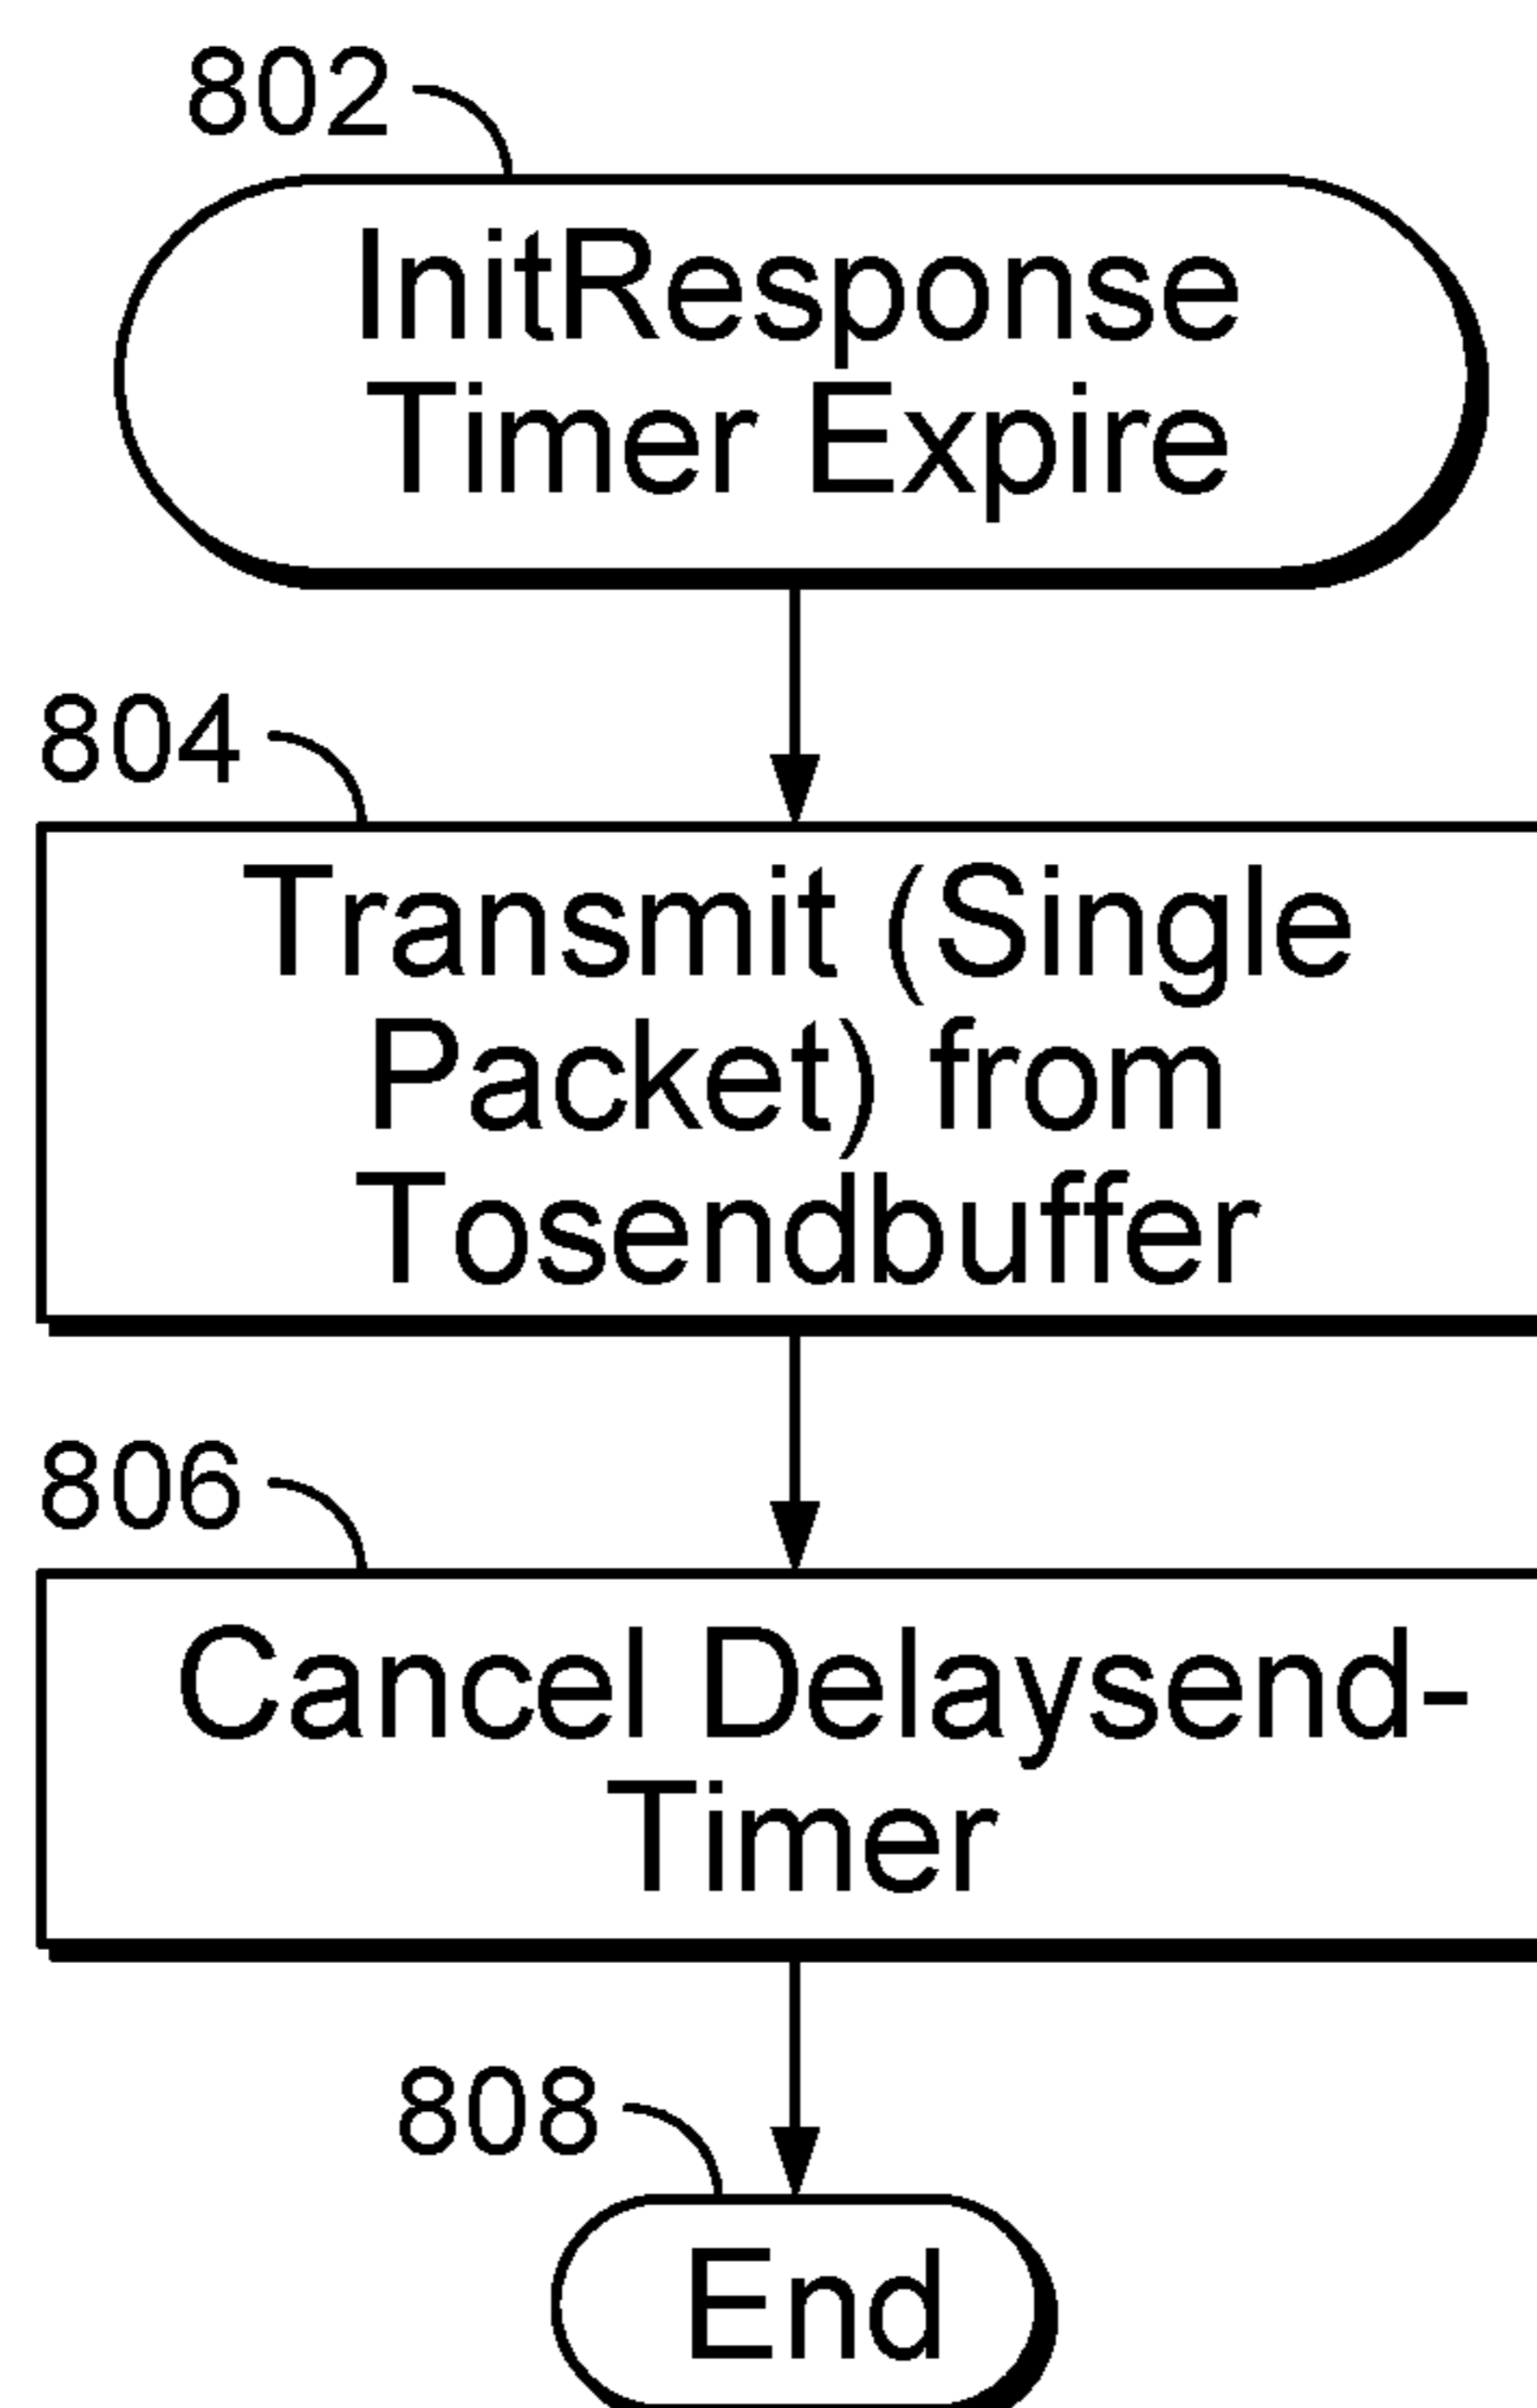 802
InitResponse
Timer Expire
804
Transmit (Single
Packet) from
Tosendbuffer
806
Cancel Delaysend-
Timer
808
End